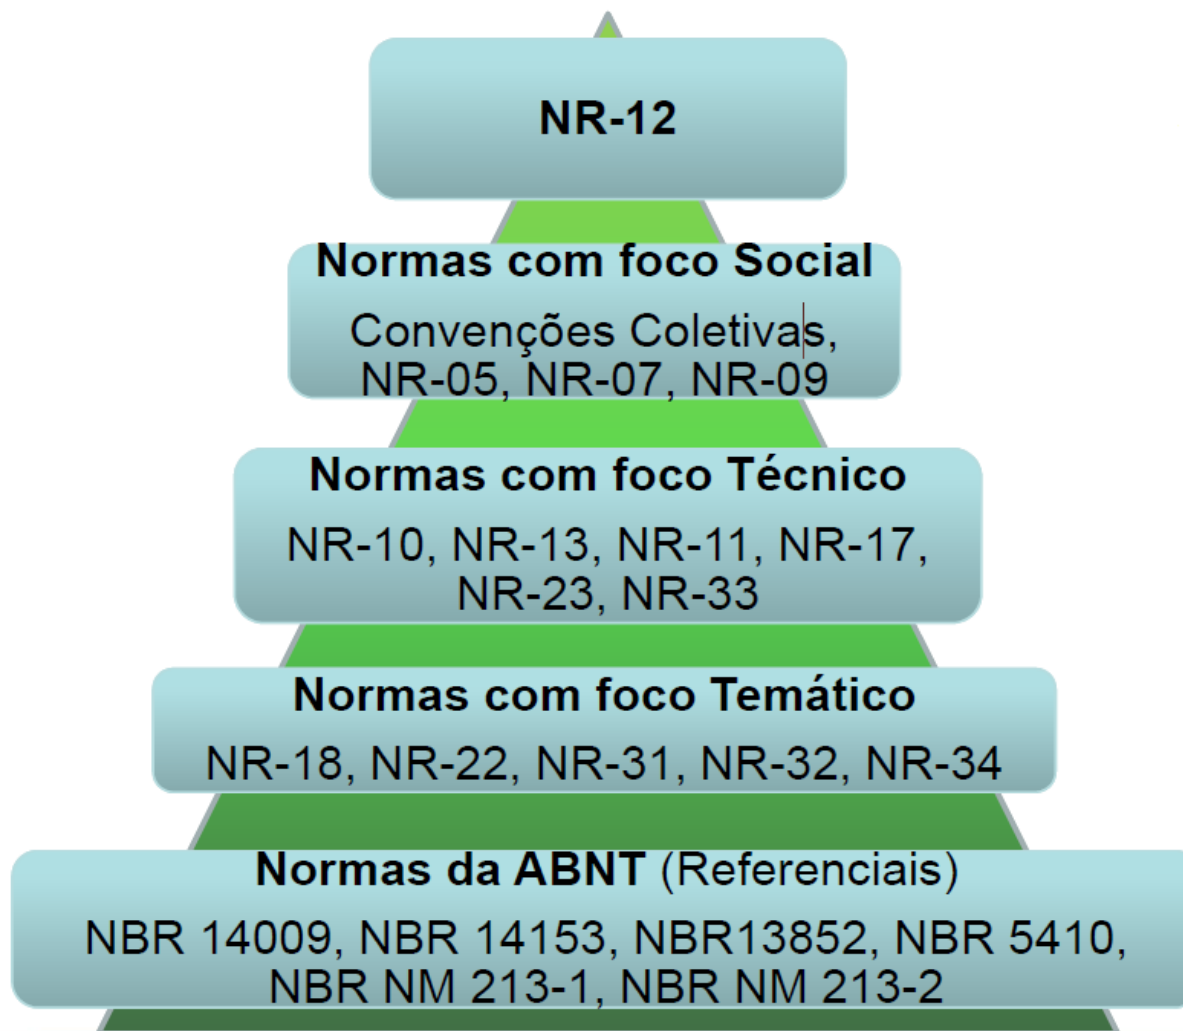 NR-12
Normas com foco Social
Convenções Coletivas,
NR-05, NR-07, NR-09
Normas com foco Técnico
NR-10, NR-13, NR-11, NR-17,
NR-23, NR-33
Normas com foco Temático
NR-18, NR-22, NR-31, NR-32, NR-34
Normas da ABNT (Referenciais)
NBR 14009, NBR 14153, NBR13852, NBR 5410,
NBR NM 213-1, NBR NM 213-2